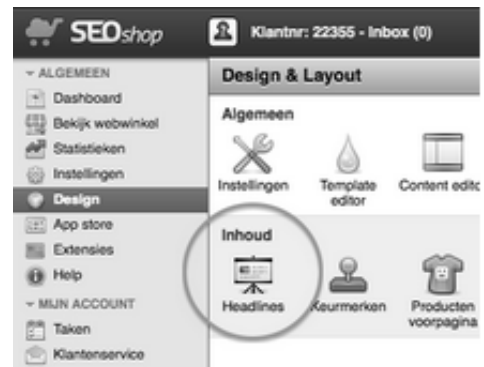 SEOshop
Klantnr: 22355 - Inbox (0)
ALGEMEEN
Dashboard
Bekijk webwinkel
Statistieken
Instellingen
Design
App store
Extensies
Help
MIJN ACCOUNT
Taken
Klantenservice
Design & Layout
Algemeen
Instellingen
Template editor
Content edito
Inhoud
Headlines
Keurmerken
Producten voorpagina